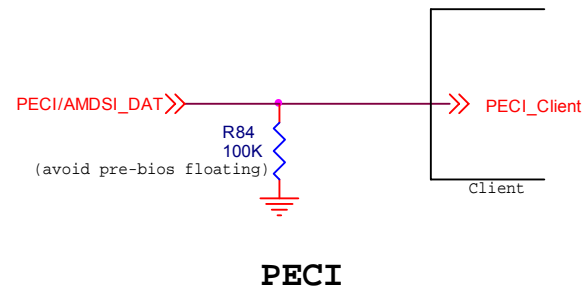 PECI/AMDSI_DAT
PECI_Client
R84
100K
(avoid pre-bios floating)
Client
PECI